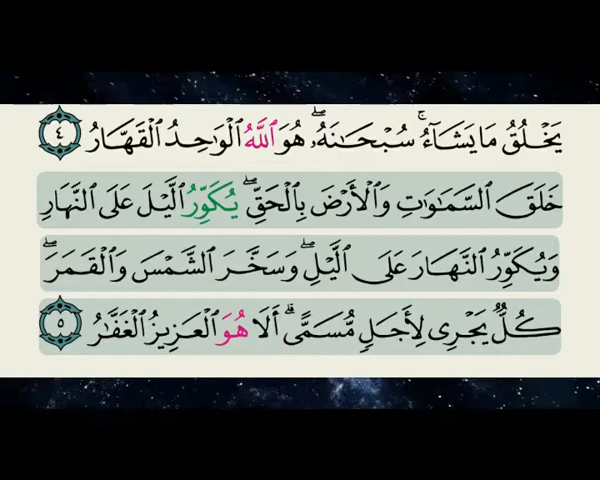 يَخْلُقُ مَا يَشَآءُ ۚ سُبْحَـٰنَهُۥ ۖ هُوَ ٱللَّهُ ٱلْوَٰحِدُ ٱلْقَهَّارُ ٤
خَلَقَ ٱلسَّمَـٰوَٰتِ وَٱلْأَرْضَ بِٱلْحَقِّ ۖ يُكَوِّرُ ٱلَّيْلَ عَلَى ٱلنَّهَارِ
وَيُكَوِّرُ ٱلنَّهَارَ عَلَى ٱلَّيْلِ ۖ وَسَخَّرَ ٱلشَّمْسَ وَٱلْقَمَرَ ۖ
كُلٌّ يَجْرِى لِأَجَلٍ مُّسَمًّى ۗ أَلَا هُوَ ٱلْعَزِيزُ ٱلْغَفَّـٰرُ ٥